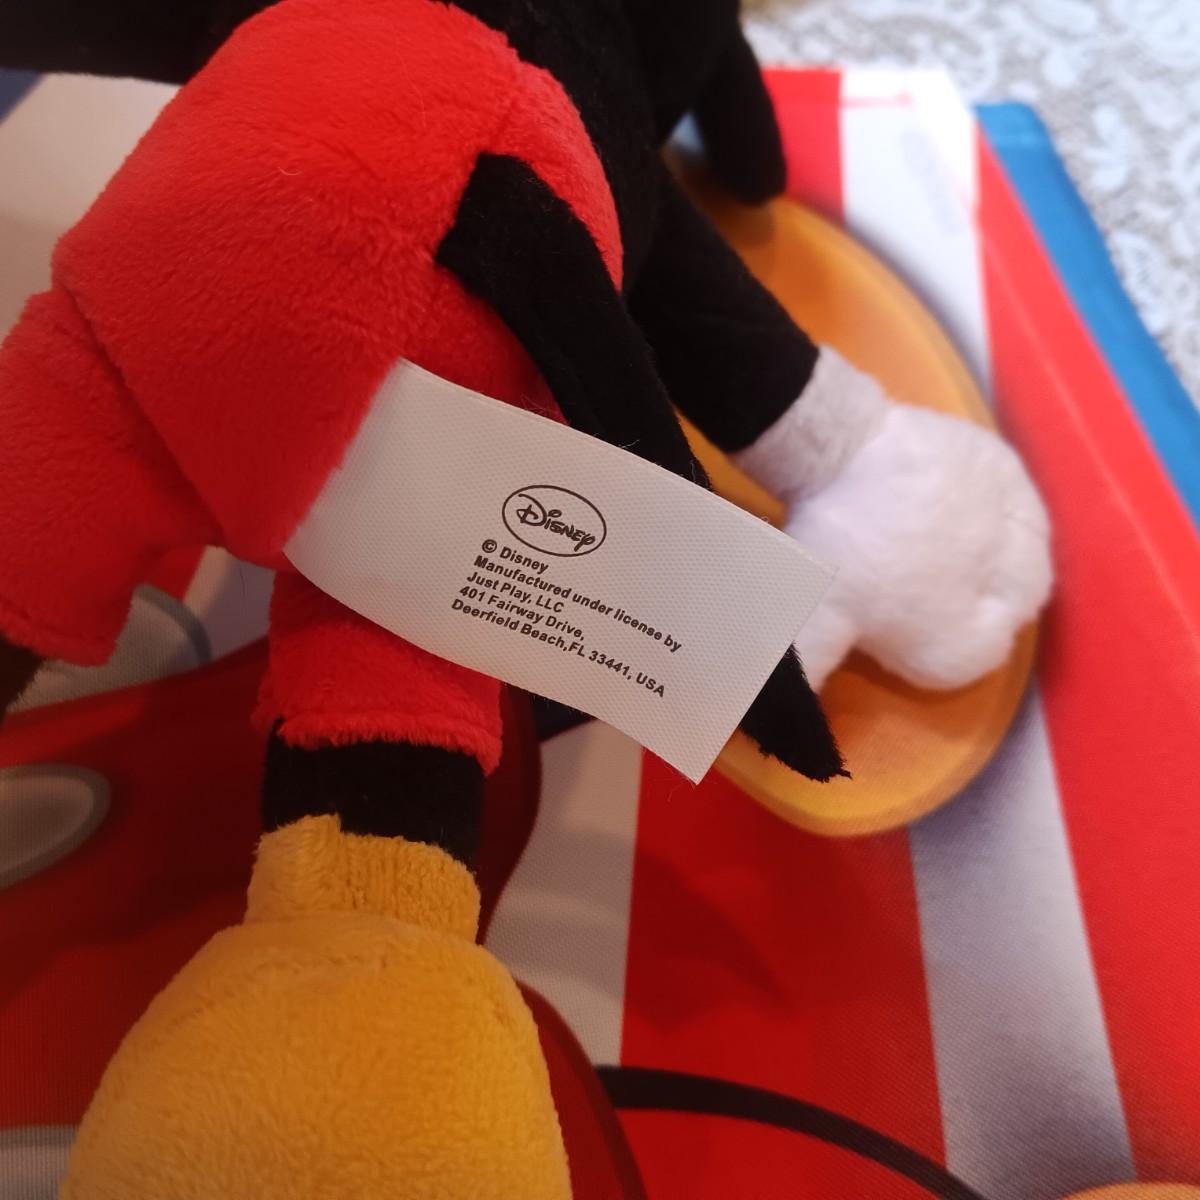 Disney
© Disney
Manufactured under license by
Just Play, LLC
401 Fairway Drive,
Deerfield Beach,FL 33441, USA